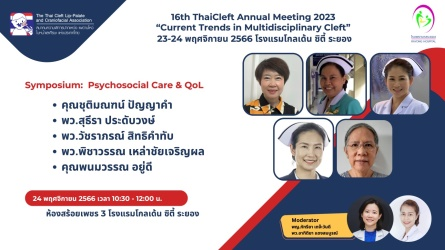 The Thai Cleft Lip-Palate
and Craniofacial Association
16th ThaiCleft Annual Meeting 2023
“Current Trends in Multidisciplinary Cleft”
23-24 พฤศจิกายน 2566 โรงแรมโกลเด้น ซิตี้ ระยอง
Symposium: Psychosocial Care & QoL
• คุณชุติมณฑน์ ปัญญาคำ
• พว.สุธีรา ประดับวงษ์
• พว.วัชราภรณ์ สิทธิคำทับ
• พว.พิชาวรรณ เหล่าชัยเจริญผล
• คุณพนมวรรณ อยู่ดี
24 พฤศจิกายน 2566 เวลา 10:30 - 12:00 น.
ห้องสร้อยเพชร 3 โรงแรมโกลเด้น ซิตี้ ระยอง
Moderator